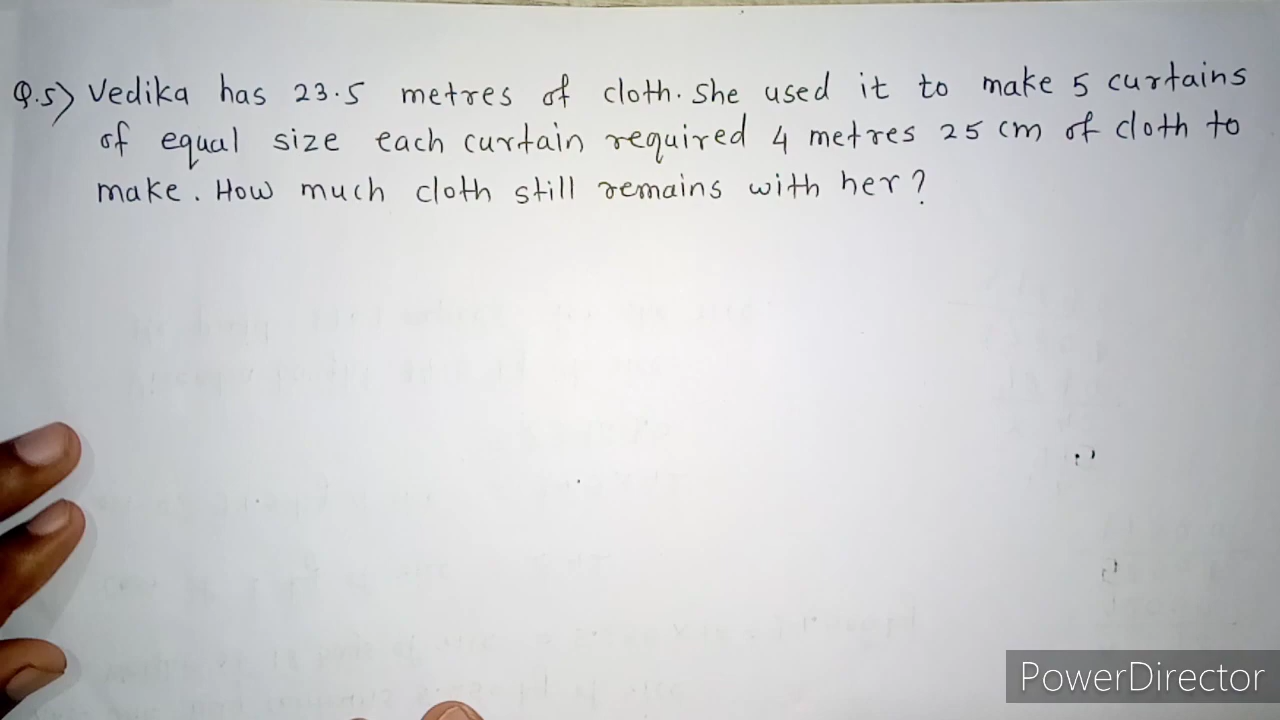 Q.5) Vedika has 23.5 metres of cloth. She used it to make 5 curtains
of equal size each curtain required 4 metres 25 cm of cloth to
make. How much cloth still remains with her?
PowerDirector